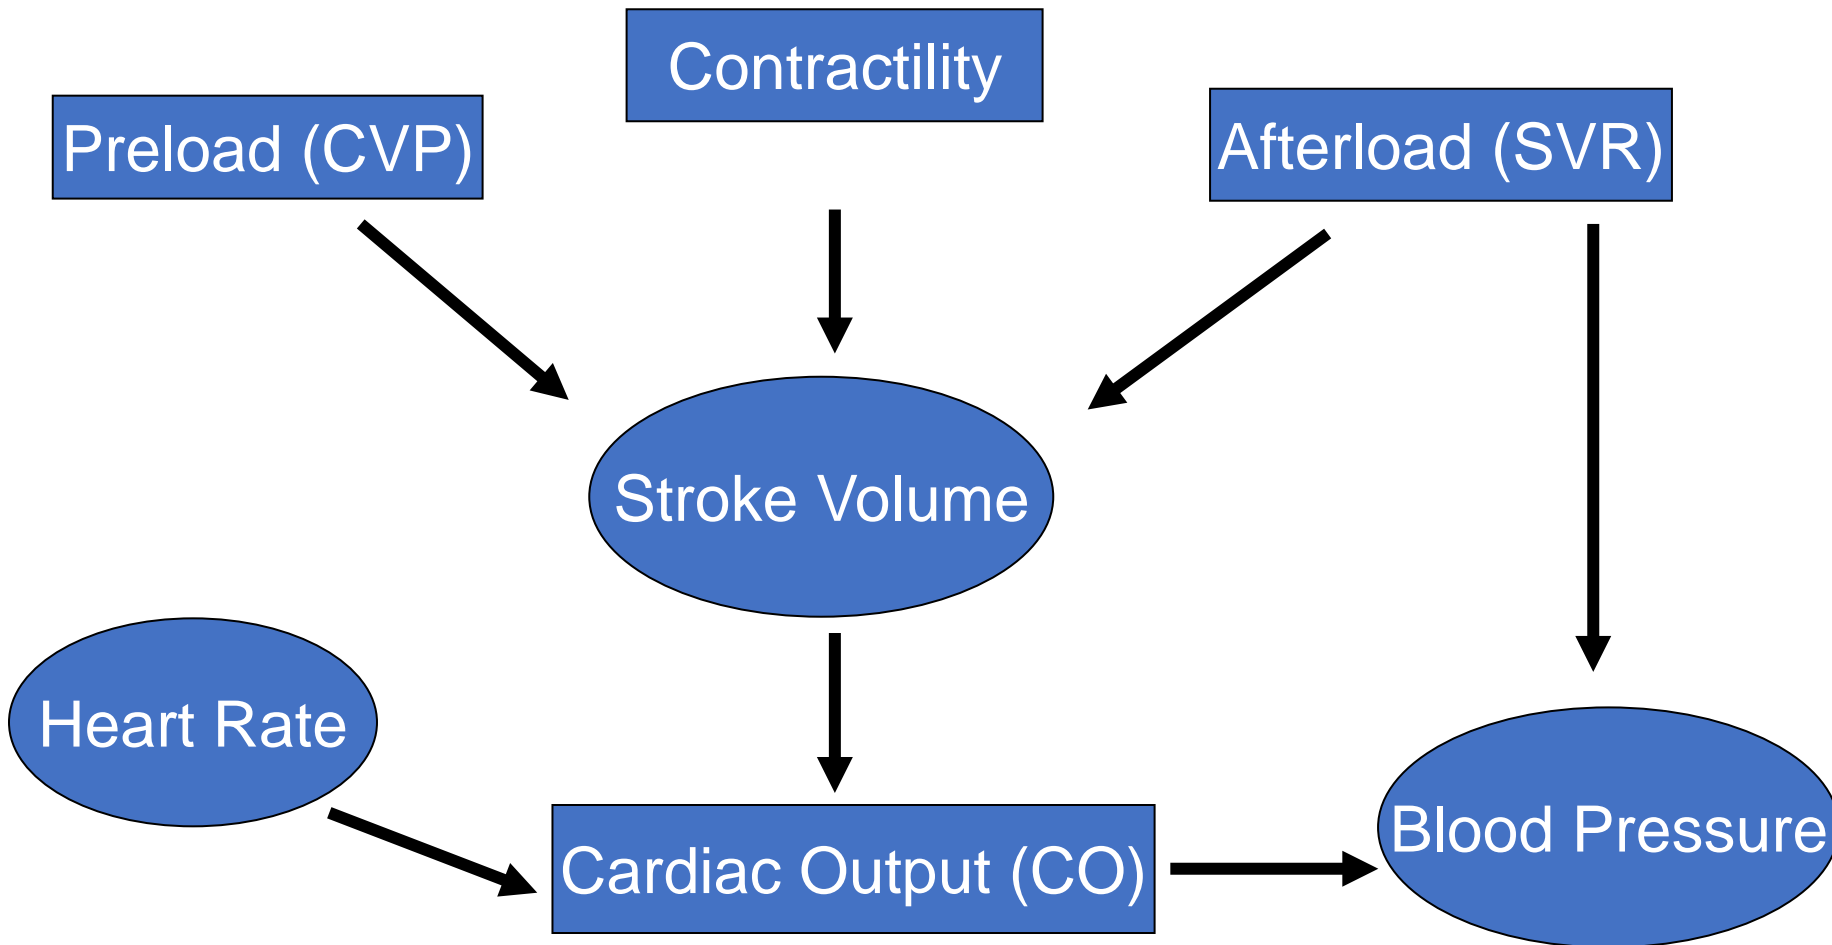 Contractility
Preload (CVP)
Afterload (SVR)
Stroke Volume
Heart Rate
Blood Pressure
Cardiac Output (CO)